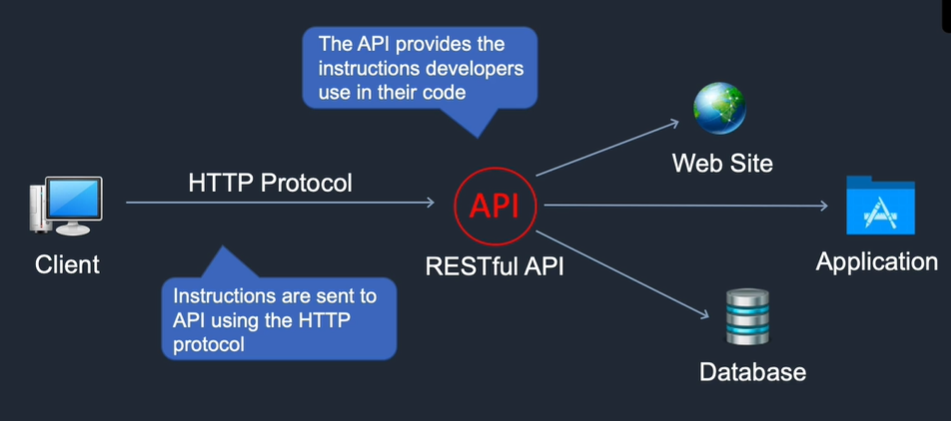 The API provides the
instructions developers
use in their code
Web Site
HTTP Protocol
API
Client
RESTful API
Application
Instructions are sent to
API using the HTTP
protocol
Database